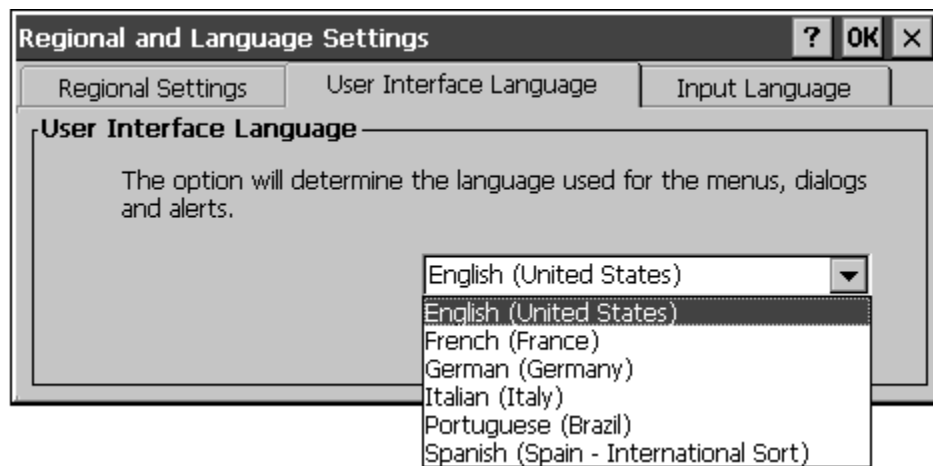 Regional and Language Settings ? OK ×
Regional Settings User Interface Language Input Language
User Interface Language
The option will determine the language used for the menus, dialogs
and alerts.
English (United States)
English (United States)
French (France)
German (Germany)
Italian (Italy)
Portuguese (Brazil)
Spanish (Spain - International Sort)